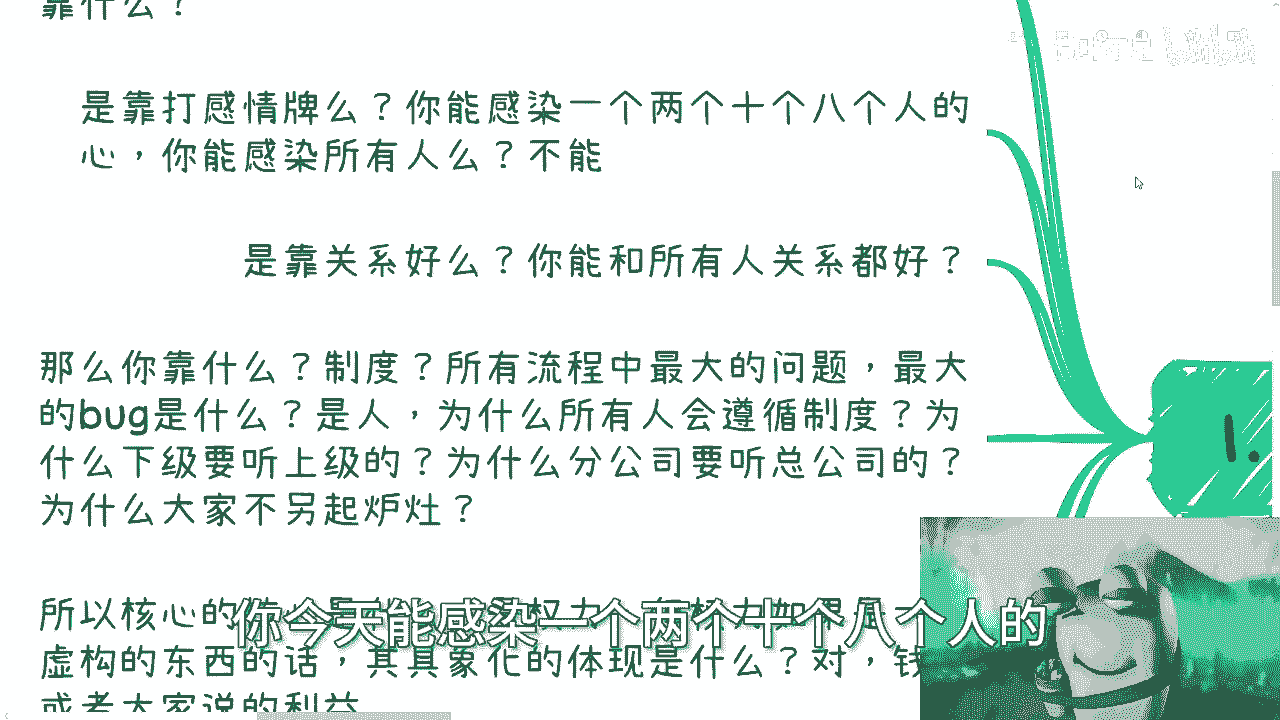 靠什么？
是靠打感情牌么？你能感染一个两个十个八个人的
心，你能感染所有人么？不能
是靠关系好么？你能和所有人关系都好？
那么你靠什么？制度？所有流程中最大的问题，最大
的bug是什么？是人，为什么所有人会遵循制度？为
什么下级要听上级的？为什么分公司要听总公司的？
为什么大家不另起炉灶？
1.
所以核心的
你今天能感染一个两个十个八个人的
虚构的东西的话，其具象化的体现是什么？对，钱
或者大家说的利益